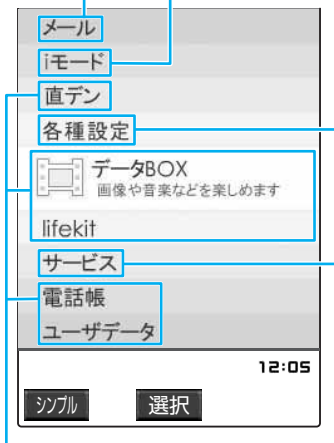 メール
iモード
直デン
各種設定
データBOX
画像や音楽などを楽しめます
lifekit
サービス
電話帳
ユーザデータ
12:05
シンプル 選択